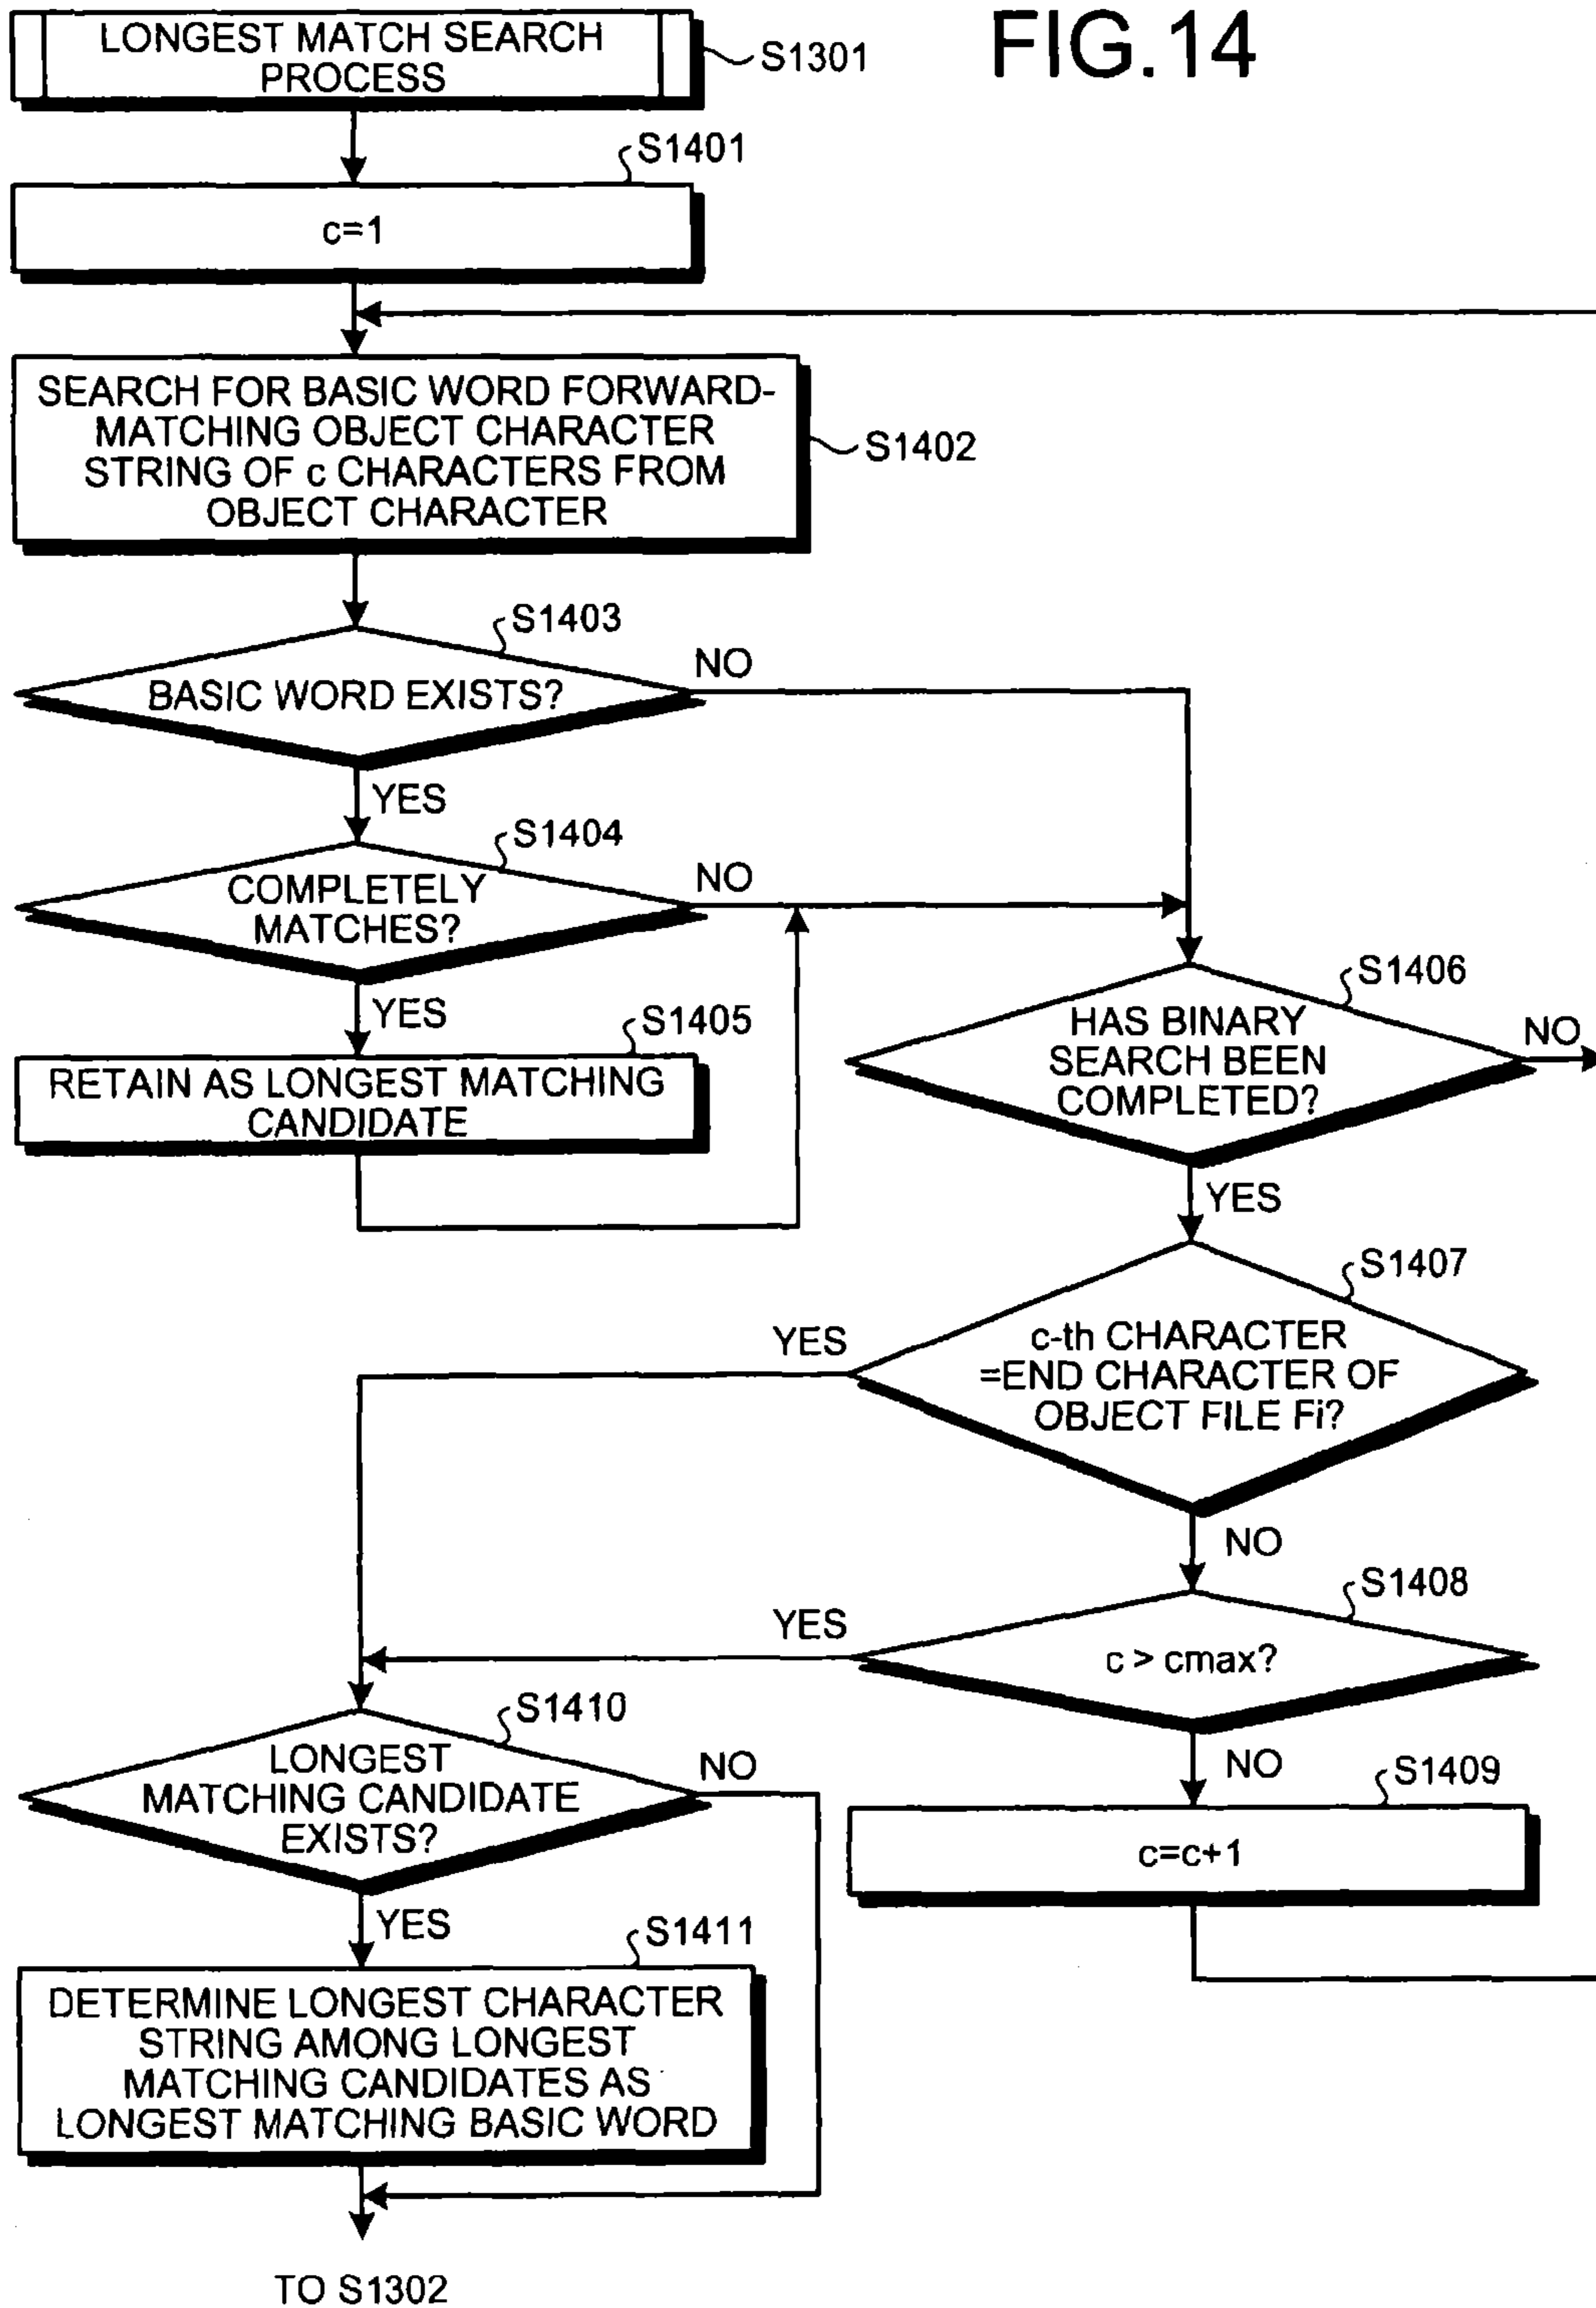 FIG.14
LONGEST MATCH SEARCH
PROCESS
S1301
S1401
c=1
SEARCH FOR BASIC WORD FORWARD-
MATCHING OBJECT CHARACTER
STRING OF c CHARACTERS FROM
OBJECT CHARACTER
S1402
S1403
BASIC WORD EXISTS?
NO
YES
S1404
COMPLETELY
MATCHES?
NO
YES
S1405
RETAIN AS LONGEST MATCHING
CANDIDATE
S1406
HAS BINARY
SEARCH BEEN
COMPLETED?
NO
YES
S1407
c-th CHARACTER
=END CHARACTER OF
OBJECT FILE Fi?
YES
NO
S1408
c > cmax?
YES
NO
S1409
c=c+1
S1410
LONGEST
MATCHING CANDIDATE
EXISTS?
NO
YES
S1411
DETERMINE LONGEST CHARACTER
STRING AMONG LONGEST
MATCHING CANDIDATES AS
LONGEST MATCHING BASIC WORD
TO S1302